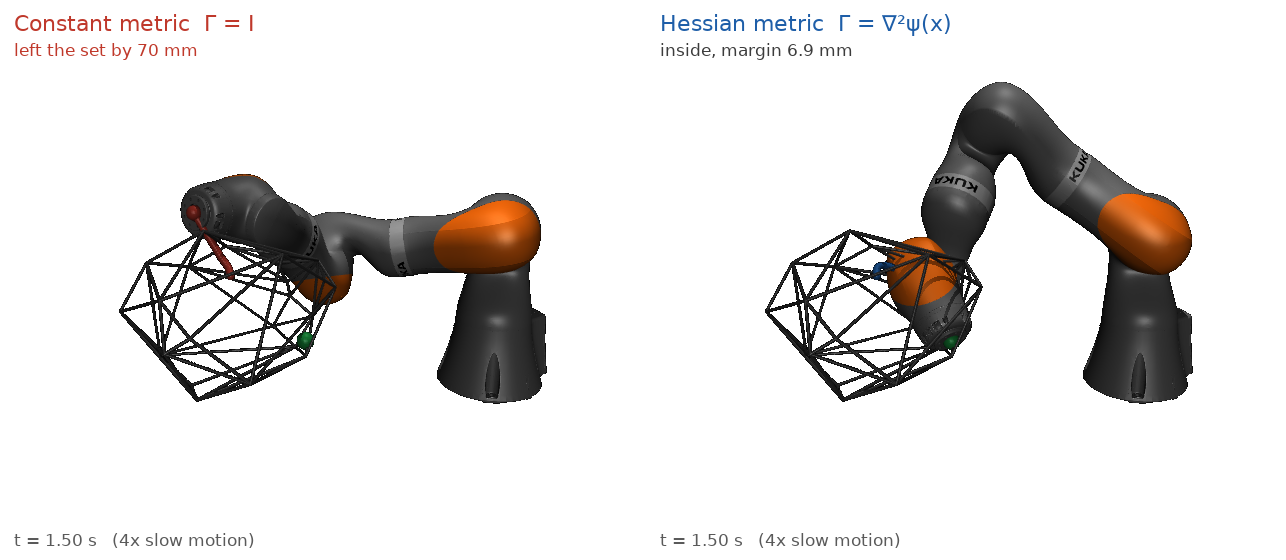 Constant metric Γ = I
left the set by 70 mm
Hessian metric Γ = ∇²ψ(x)
inside, margin 6.9 mm
KUKA
KUKA
t = 1.50 s (4x slow motion)
t = 1.50 s (4x slow motion)